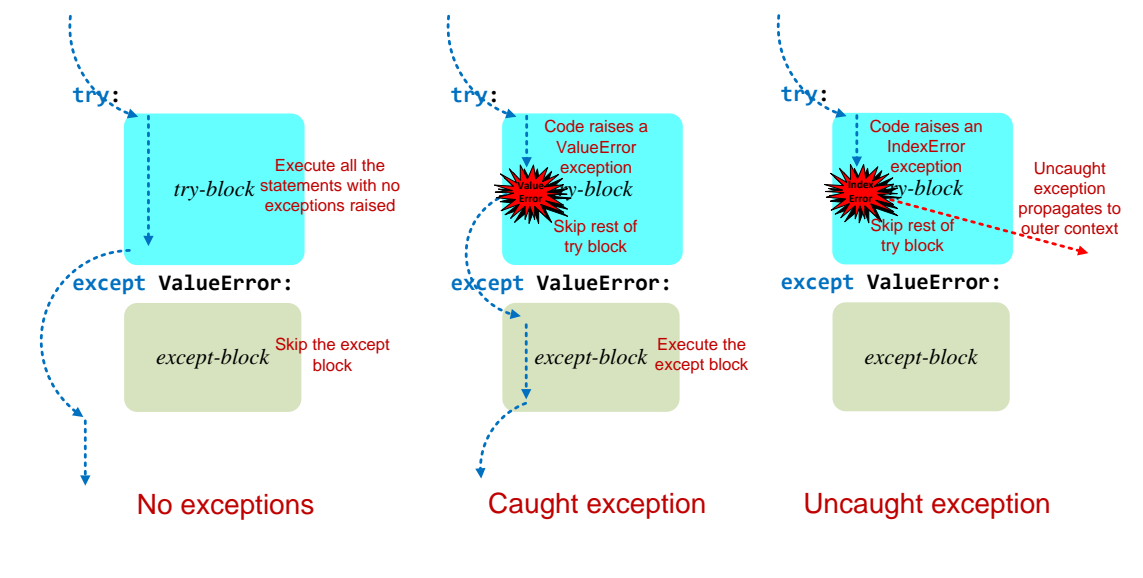 try:
try-block
Execute all the
statements with no
exceptions raised
except ValueError:
except-block
Skip the except
block
No exceptions
try:
Code raises a
ValueError
exception
Value
Error
y-block
Skip rest of
try block
except ValueError:
except-block
Execute the
except block
Caught exception
try:
Code raises an
IndexError
exception
Index
Error
y-block
Skip rest of
try block
Uncaught
exception
propagates to
outer context
except ValueError:
except-block
Uncaught exception